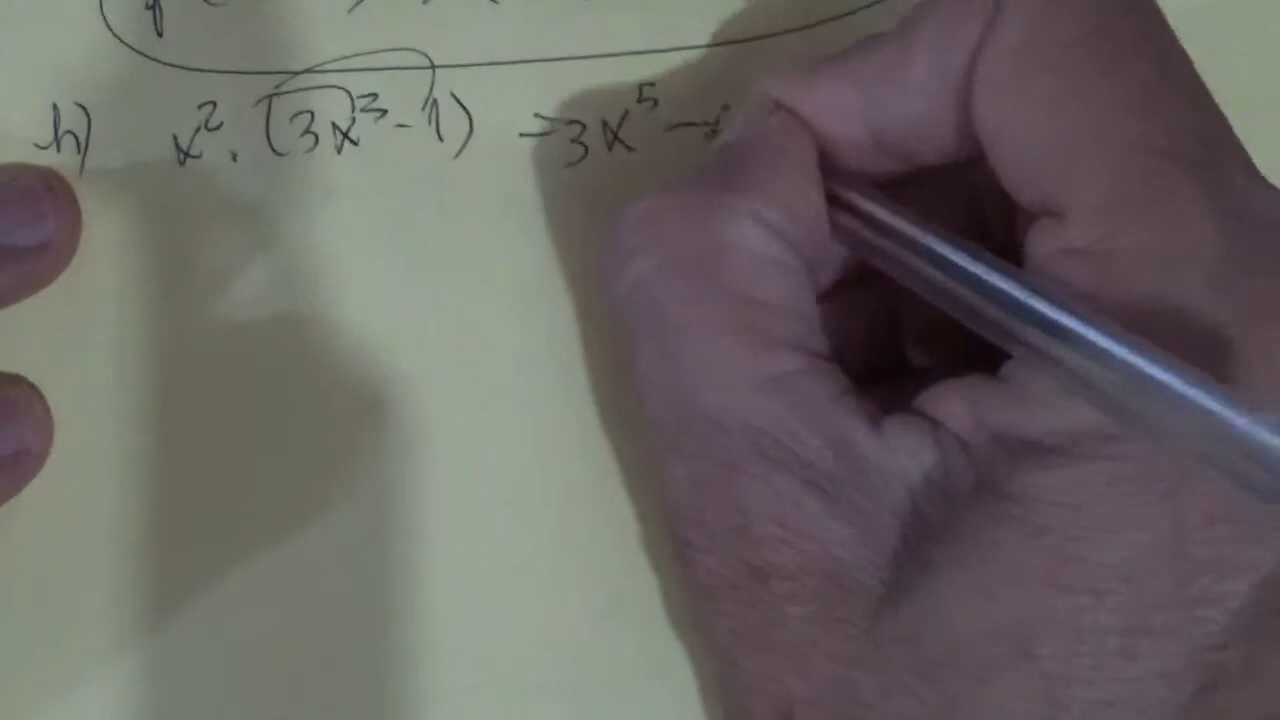 h) x². (3x³-1) = 3x⁵ -